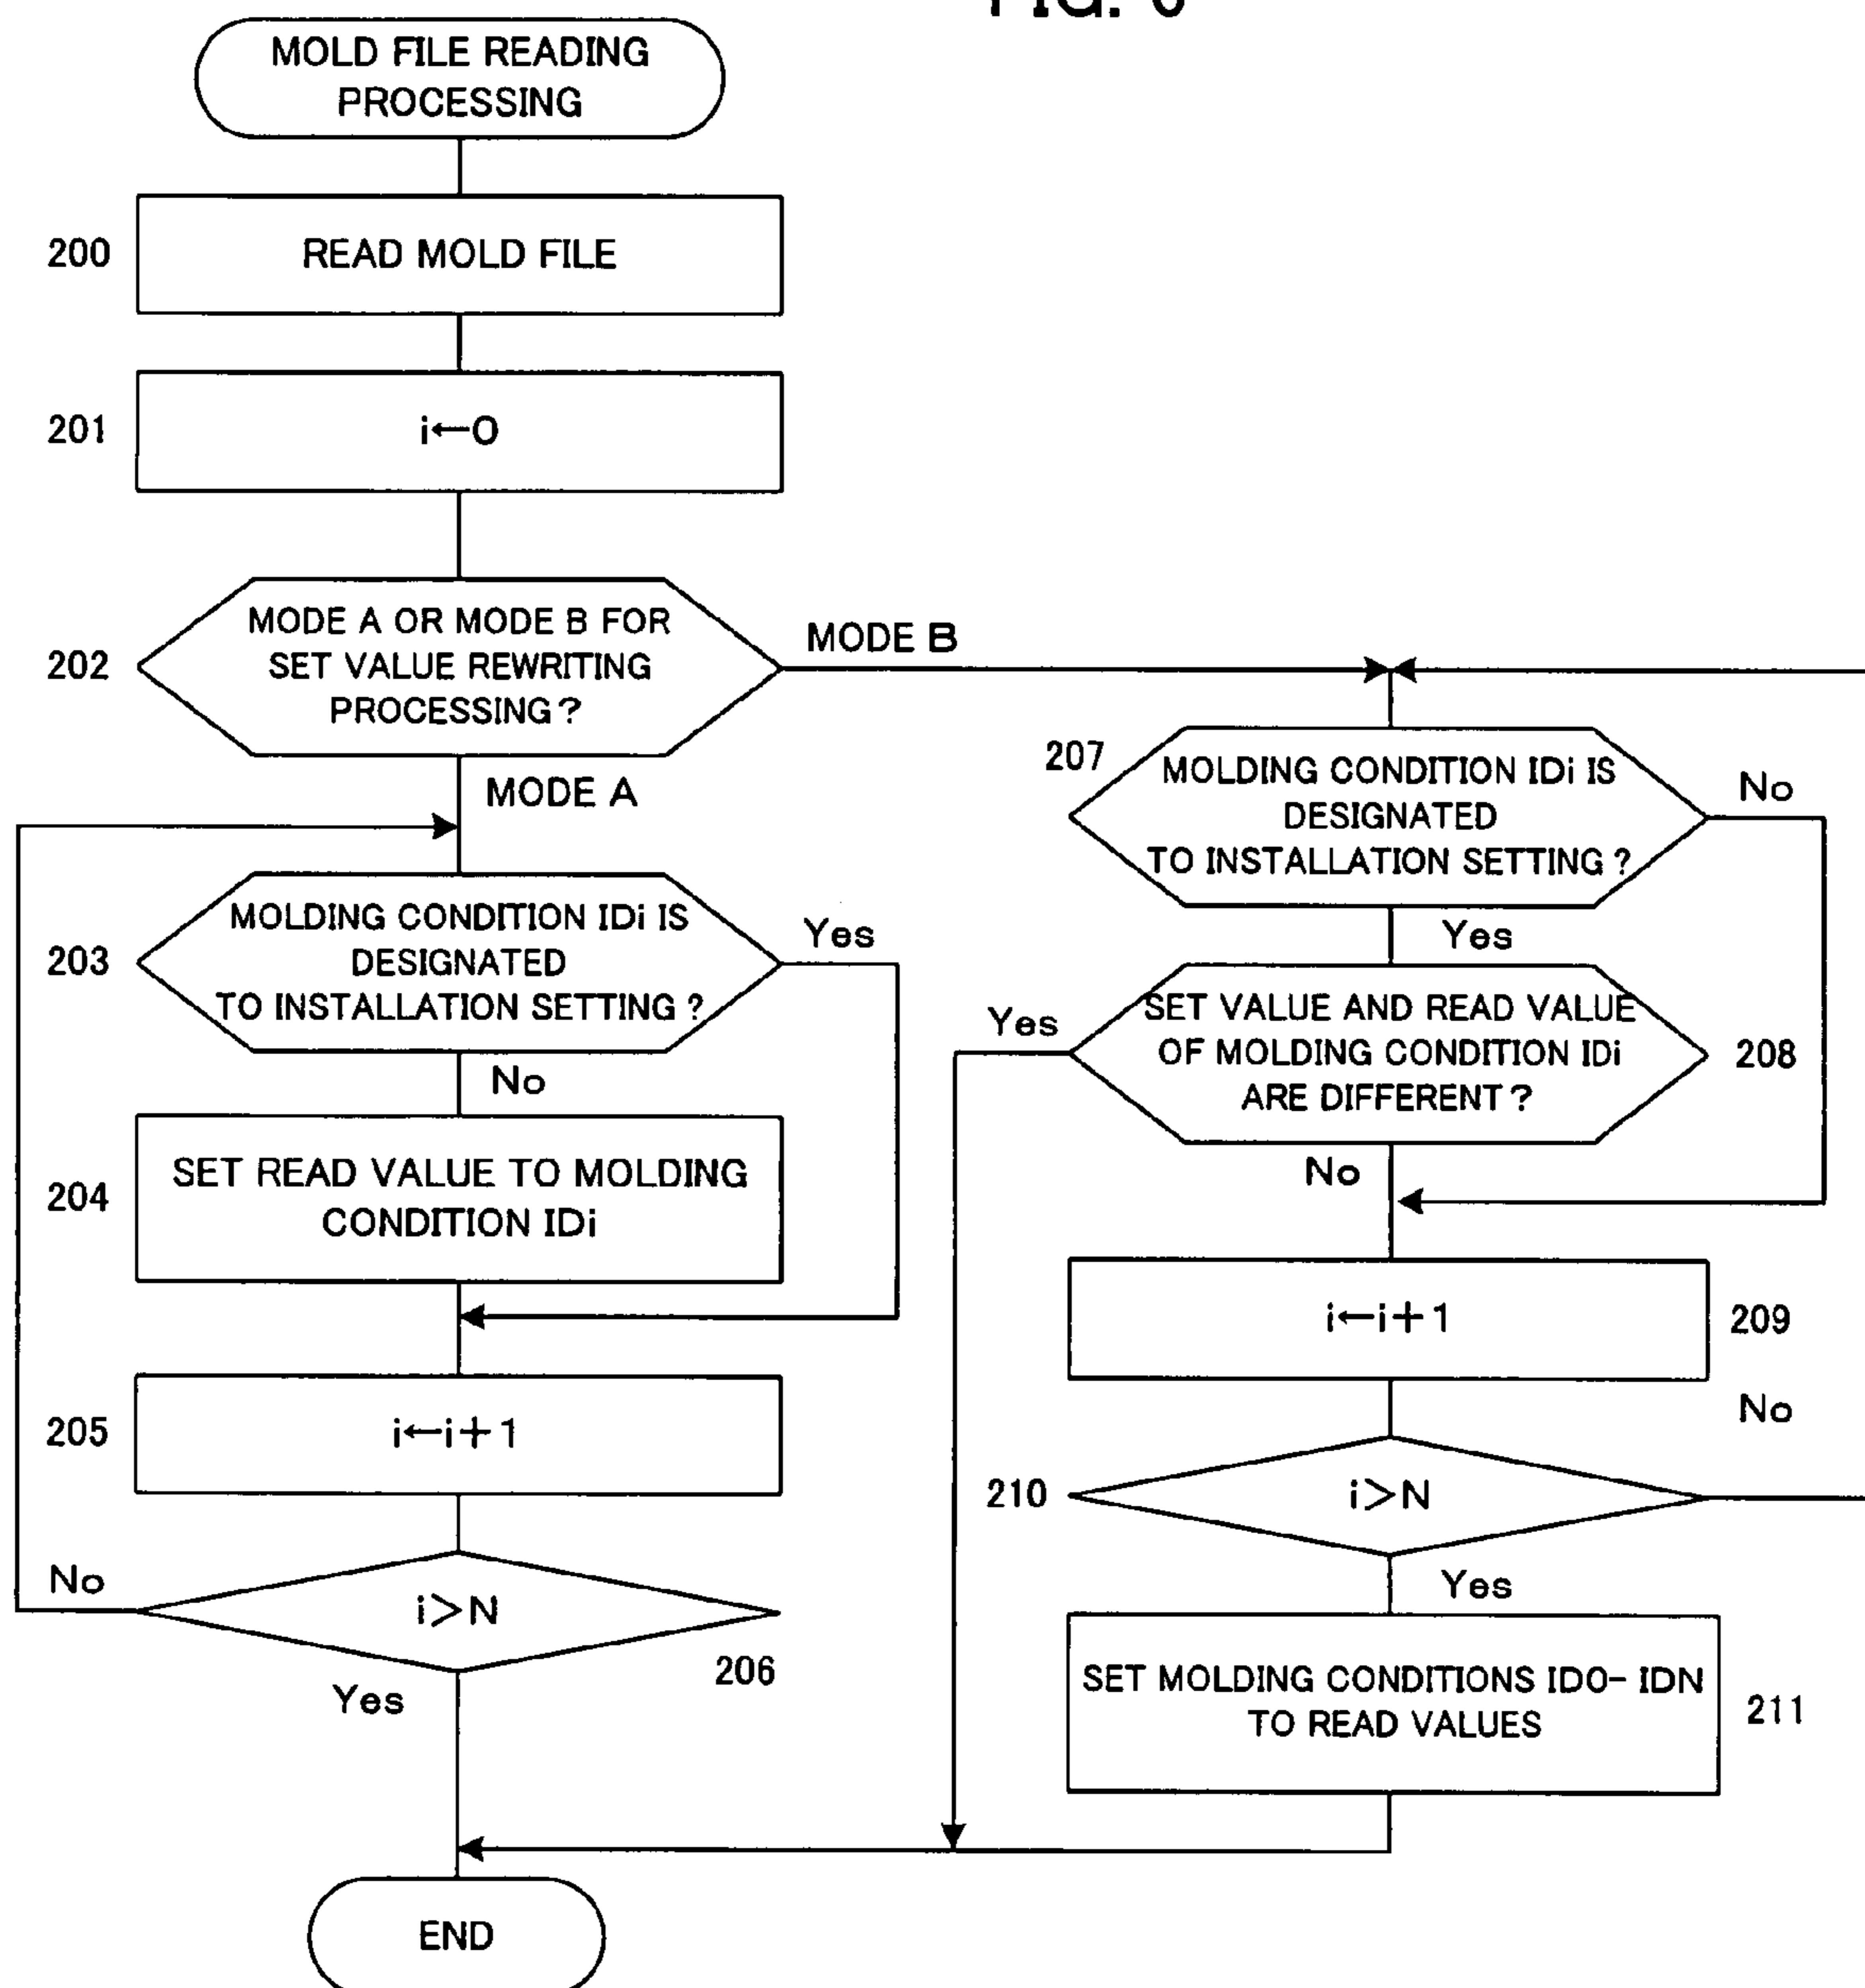 MOLD FILE READING
PROCESSING
200
READ MOLD FILE
201
i←0
202
MODE A OR MODE B FOR
SET VALUE REWRITING
PROCESSING?
MODE B
MODE A
203
MOLDING CONDITION IDi IS
DESIGNATED
TO INSTALLATION SETTING?
Yes
No
204
SET READ VALUE TO MOLDING
CONDITION IDi
205
i←i+1
No
i>N
206
Yes
207
MOLDING CONDITION IDi IS
DESIGNATED
TO INSTALLATION SETTING?
No
Yes
Yes
SET VALUE AND READ VALUE
OF MOLDING CONDITION IDi
ARE DIFFERENT?
208
No
i←i+1
209
No
210
i>N
Yes
SET MOLDING CONDITIONS ID0- IDN
TO READ VALUES
211
END